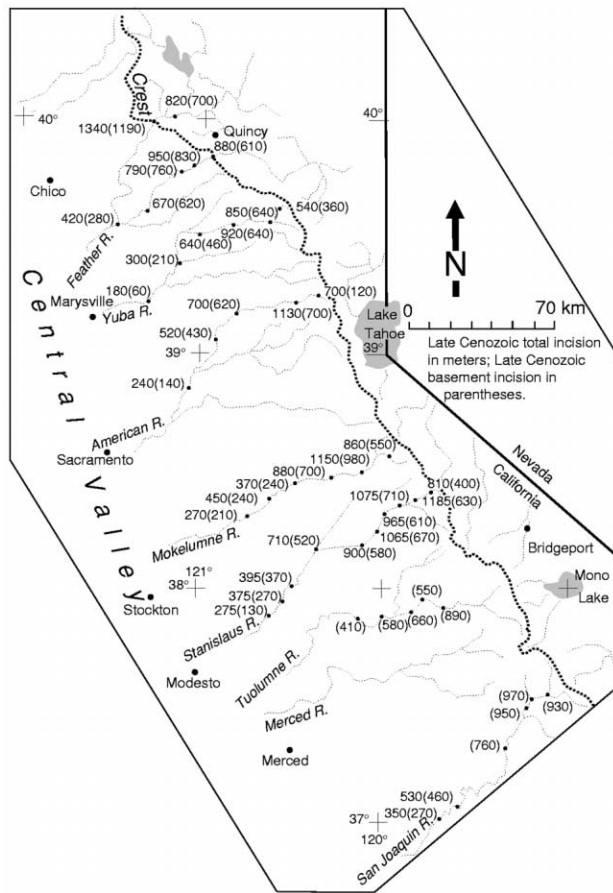 Crest
820(700)
40°
40°
1340(1190)
Quincy
880(610)
950(830)
790(760)
Chico
670(620)
850(640)
540(360)
420(280)
920(640)
640(460)
Feather R.
300(210)
180(60)
Marysville
Yuba R.
700(120)
700(620)
1130(700)
Lake
Tahoe
39°
N
0 70 km
Late Cenozoic total incision
in meters; Late Cenozoic
basement incision in
parentheses.
520(430)
39°
240(140)
Central Valley
American R.
Sacramento
Nevada
California
860(550)
1150(980)
880(700)
370(240)
450(240)
270(210)
Mokelumne R.
810(400)
1075(710)
1185(630)
965(610)
1065(670)
710(520)
900(580)
Bridgeport
Mono
Lake
121°
38°
395(370)
375(270)
275(130)
Stockton
Stanislaus R.
(550)
(410)
(580)
(660)
(890)
Tuolumne R.
Modesto
Merced R.
Merced
(970)
(950)
(930)
(760)
530(460)
37°
350(270)
120°
San Joaquin R.